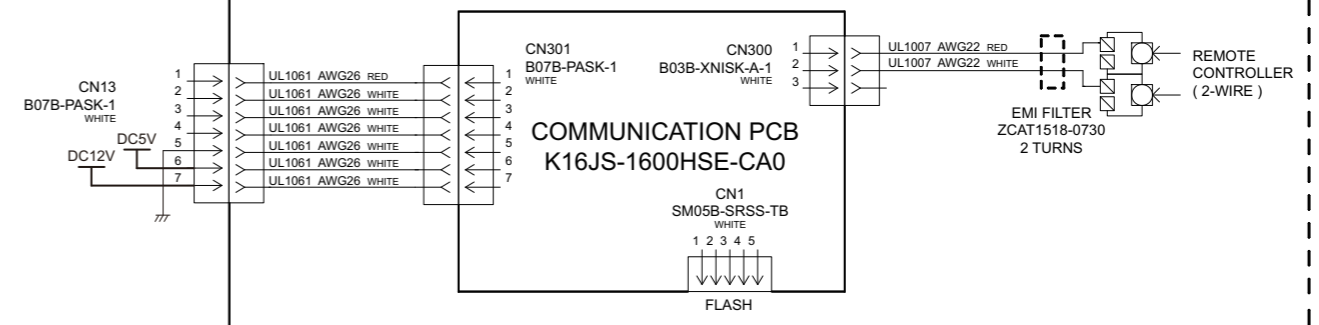 CN13
B07B-PASK-1
WHITE
DC5V
DC12V
1
2
3
4
5
6
7
UL1061 AWG26 RED
UL1061 AWG26 WHITE
UL1061 AWG26 WHITE
UL1061 AWG26 WHITE
UL1061 AWG26 WHITE
UL1061 AWG26 WHITE
UL1061 AWG26 WHITE
1
2
3
4
5
6
7
CN301
B07B-PASK-1
WHITE
COMMUNICATION PCB
K16JS-1600HSE-CA0
CN1
SM05B-SRSS-TB
WHITE
1 2 3 4 5
FLASH
CN300
B03B-XNISK-A-1
WHITE
1
2
3
UL1007 AWG22 RED
UL1007 AWG22 WHITE
EMI FILTER
ZCAT1518-0730
2 TURNS
REMOTE
CONTROLLER
( 2-WIRE )